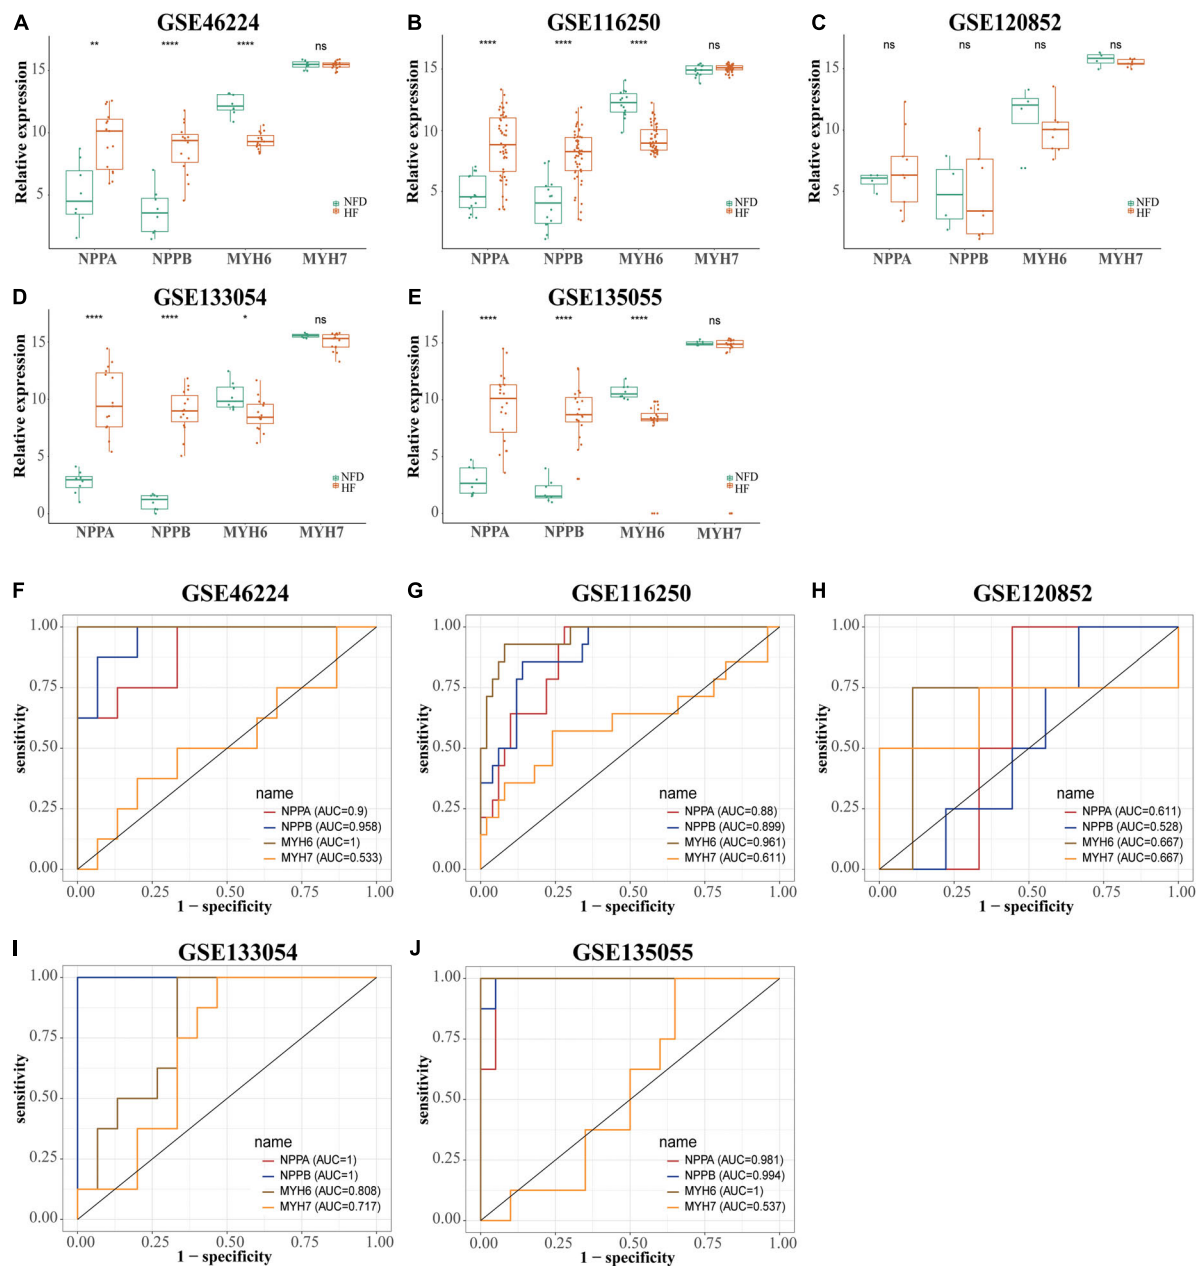 A GSE46224
** **** **** ns
Relative expression
15
10
5
NFD
HF
NPPA NPPB MYH6 MYH7
B GSE116250
**** **** **** ns
Relative expression
15
10
5
NFD
HF
NPPA NPPB MYH6 MYH7
C GSE120852
ns ns ns ns
Relative expression
15
10
5
NFD
HF
NPPA NPPB MYH6 MYH7
D GSE133054
**** **** * ns
Relative expression
15
10
5
0
NFD
HF
NPPA NPPB MYH6 MYH7
E GSE135055
**** **** **** ns
Relative expression
15
10
5
0
NFD
HF
NPPA NPPB MYH6 MYH7
F GSE46224
sensitivity
1.00
0.75
0.50
0.25
0.00
name
NPPA (AUC=0.9)
NPPB (AUC=0.958)
MYH6 (AUC=1)
MYH7 (AUC=0.533)
0.00 0.25 0.50 0.75 1.00
1 − specificity
G GSE116250
sensitivity
1.00
0.75
0.50
0.25
0.00
name
NPPA (AUC=0.88)
NPPB (AUC=0.899)
MYH6 (AUC=0.961)
MYH7 (AUC=0.611)
0.00 0.25 0.50 0.75 1.00
1 − specificity
H GSE120852
sensitivity
1.00
0.75
0.50
0.25
0.00
name
NPPA (AUC=0.611)
NPPB (AUC=0.528)
MYH6 (AUC=0.667)
MYH7 (AUC=0.667)
0.00 0.25 0.50 0.75 1.00
1 − specificity
I GSE133054
sensitivity
1.00
0.75
0.50
0.25
0.00
name
NPPA (AUC=1)
NPPB (AUC=1)
MYH6 (AUC=0.808)
MYH7 (AUC=0.717)
0.00 0.25 0.50 0.75 1.00
1 − specificity
J GSE135055
sensitivity
1.00
0.75
0.50
0.25
0.00
name
NPPA (AUC=0.981)
NPPB (AUC=0.994)
MYH6 (AUC=1)
MYH7 (AUC=0.537)
0.00 0.25 0.50 0.75 1.00
1 − specificity